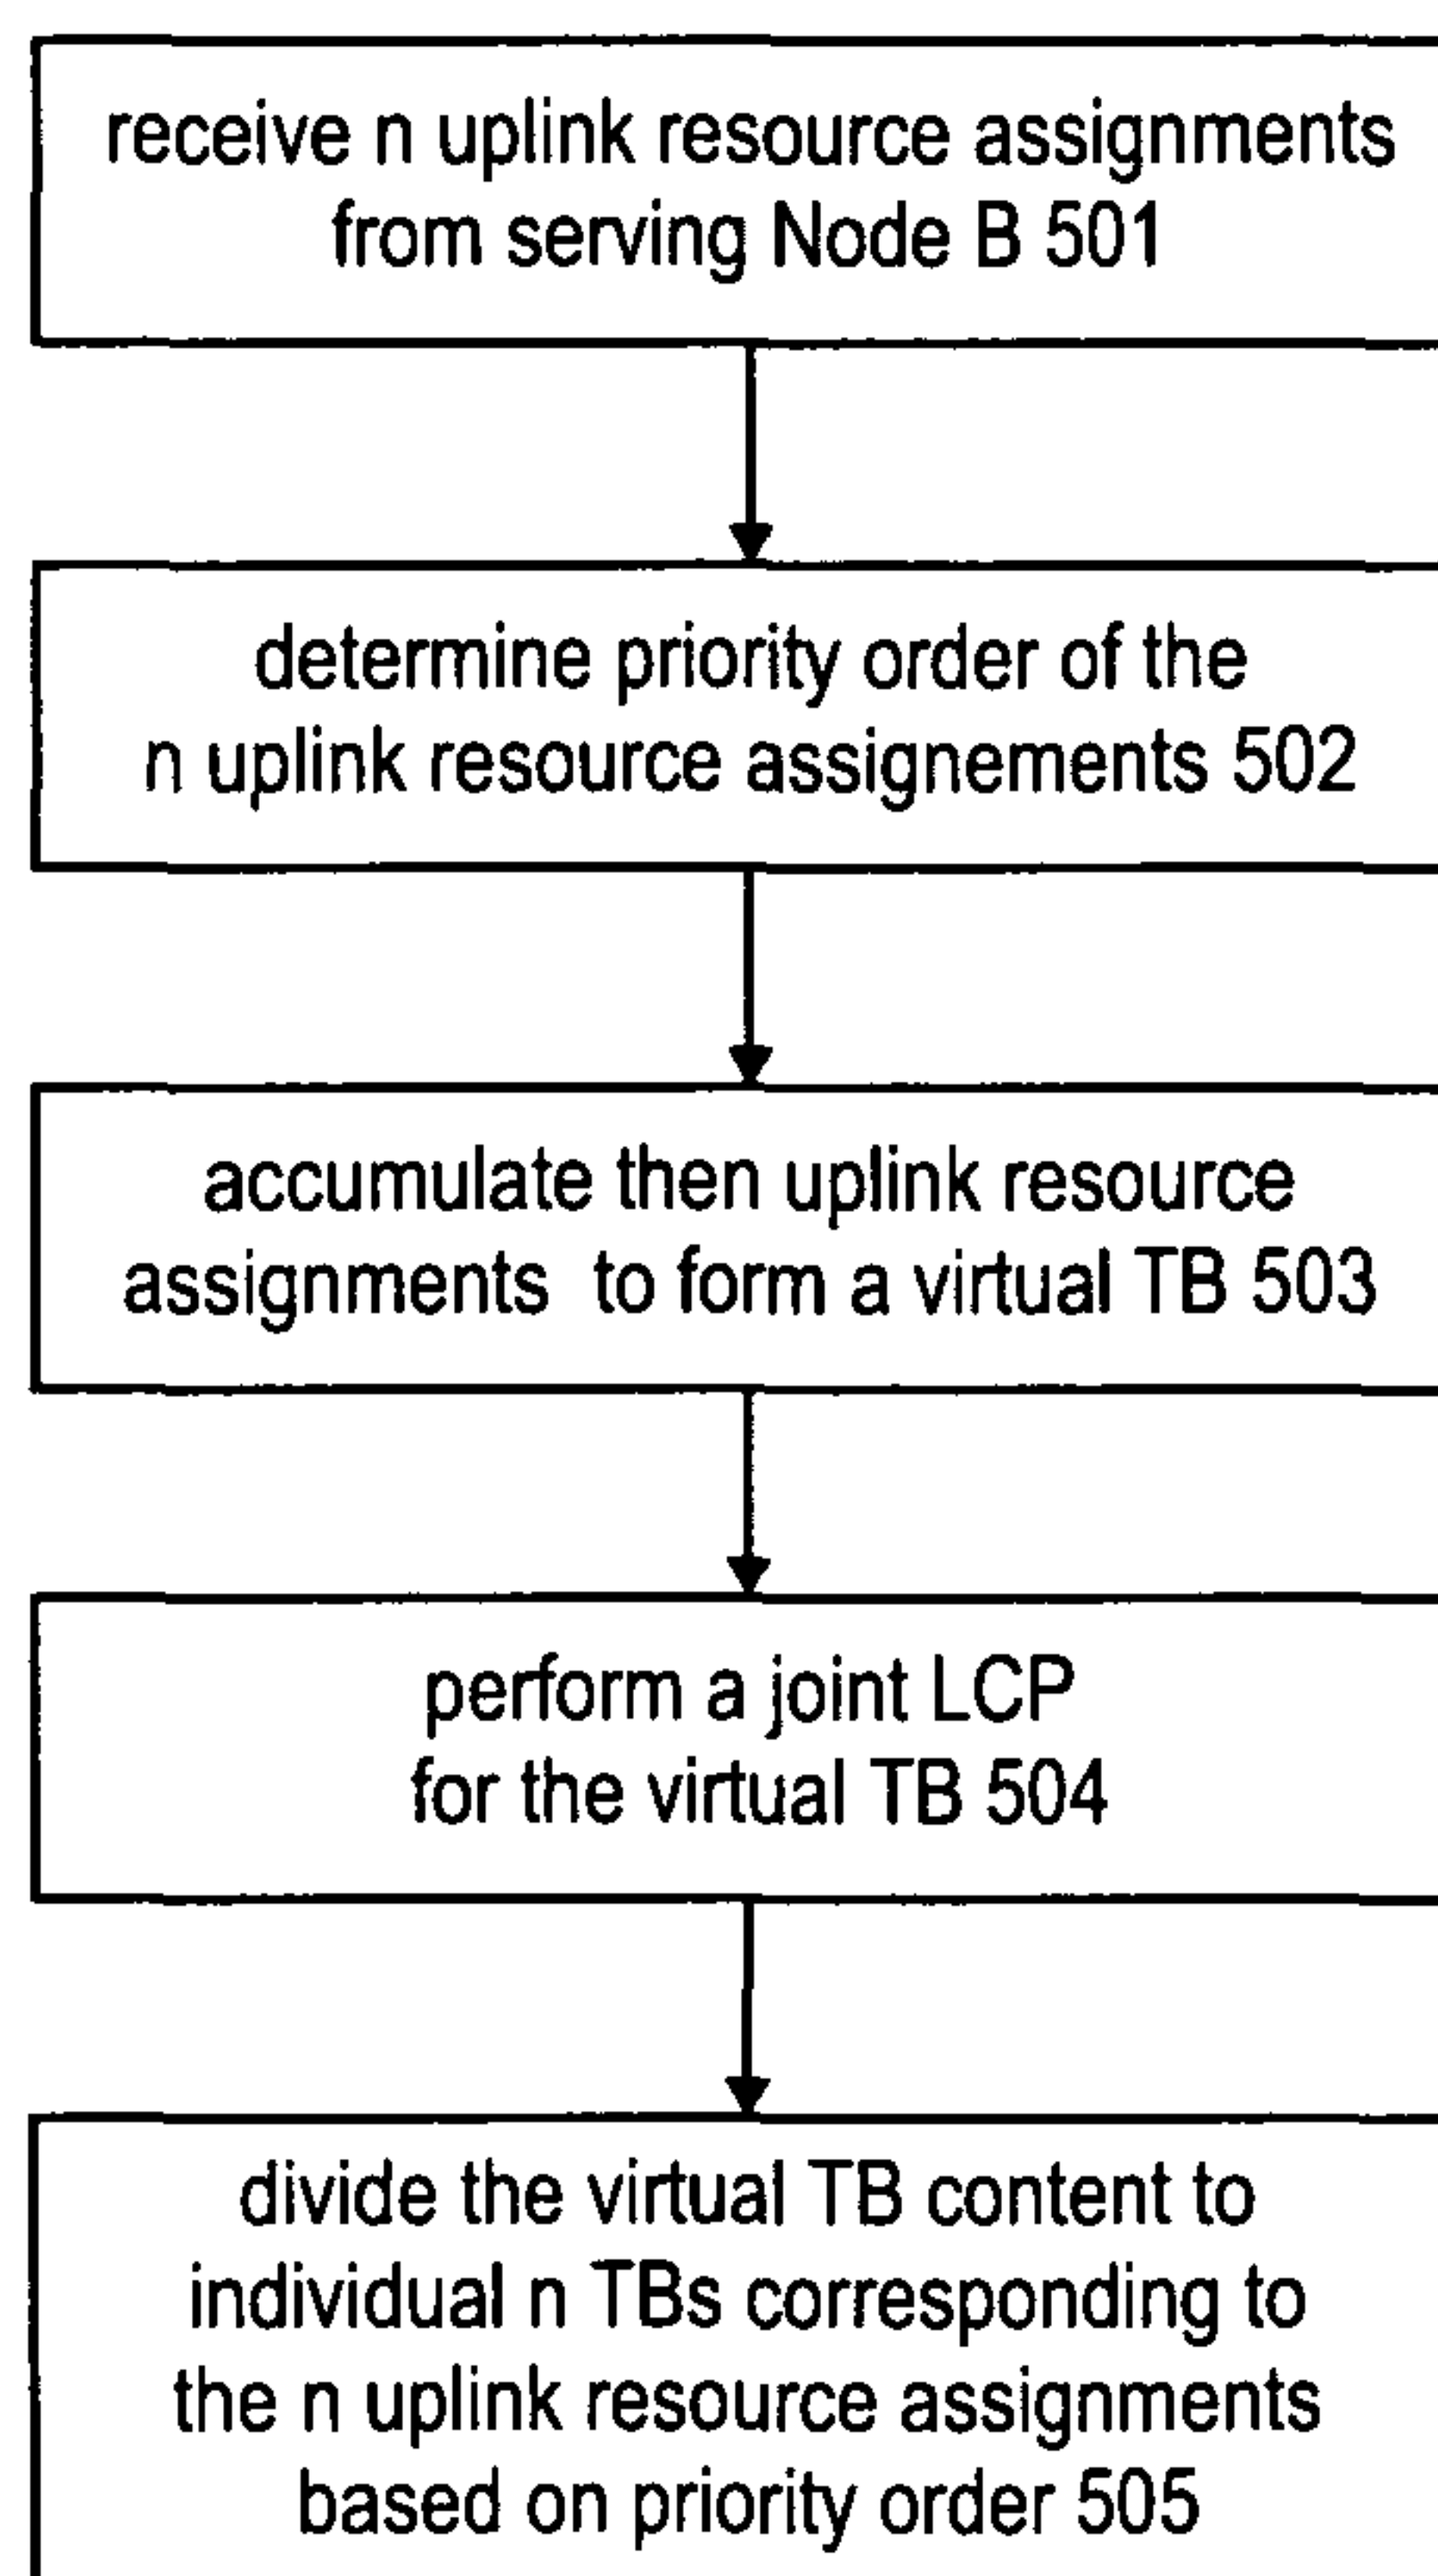 receive n uplink resource assignments
from serving Node B 501
determine priority order of the
n uplink resource assignements 502
accumulate then uplink resource
assignments to form a virtual TB 503
perform a joint LCP
for the virtual TB 504
divide the virtual TB content to
individual n TBs corresponding to
the n uplink resource assignments
based on priority order 505